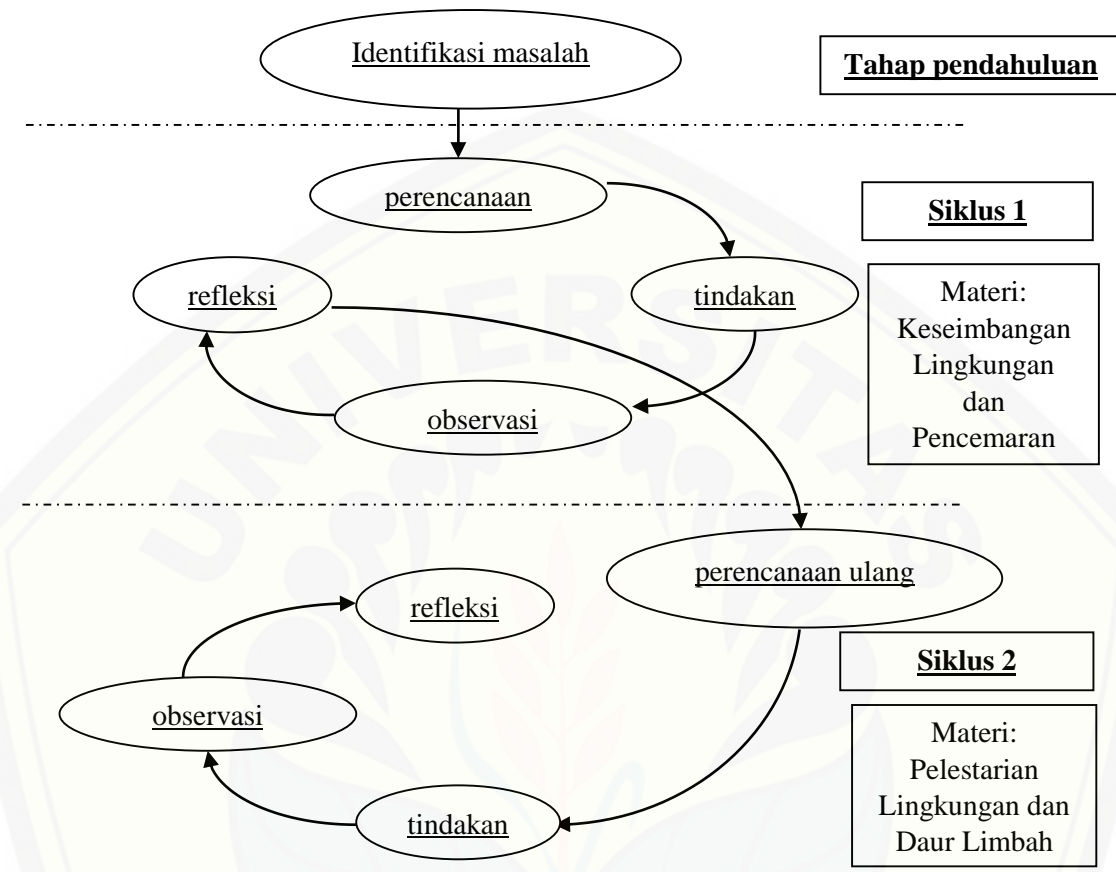 Identifikasi masalah
Tahap pendahuluan
perencanaan
Siklus 1
refleksi
tindakan
Materi:
Keseimbangan
Lingkungan
dan
Pencemaran
observasi
UNIVERSITAS
perencanaan ulang
refleksi
Siklus 2
observasi
Materi:
Pelestarian
Lingkungan dan
Daur Limbah
tindakan